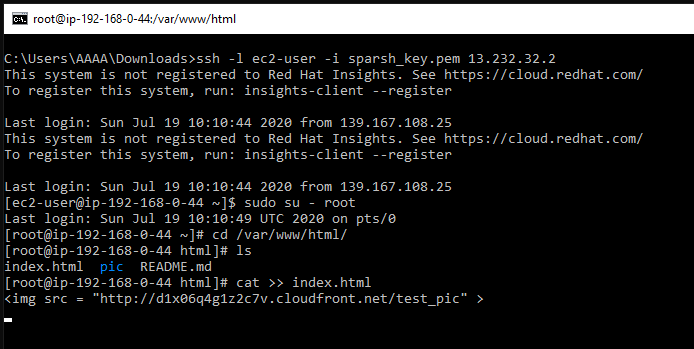 root@ip-192-168-0-44:/var/www/html
C:\Users\AAAA\Downloads>ssh -l ec2-user -i sparsh_key.pem 13.232.32.2
This system is not registered to Red Hat Insights. See https://cloud.redhat.com/
To register this system, run: insights-client --register
Last login: Sun Jul 19 10:10:44 2020 from 139.167.108.25
This system is not registered to Red Hat Insights. See https://cloud.redhat.com/
To register this system, run: insights-client --register
Last login: Sun Jul 19 10:10:44 2020 from 139.167.108.25
[ec2-user@ip-192-168-0-44 ~]$ sudo su - root
Last login: Sun Jul 19 10:10:49 UTC 2020 on pts/0
[root@ip-192-168-0-44 ~]# cd /var/www/html/
[root@ip-192-168-0-44 html]# ls
index.html  pic  README.md
[root@ip-192-168-0-44 html]# cat >> index.html
<img src = "http://d1x06q4g1z2c7v.cloudfront.net/test_pic" >